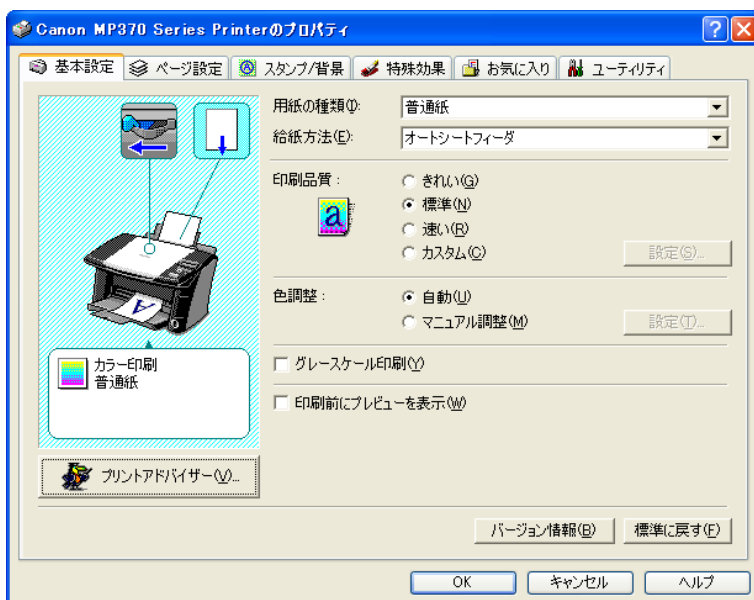 Canon MP370 Series Printerのプロパティ
基本設定 ページ設定 スタンプ/背景 特殊効果 お気に入り ユーティリティ
用紙の種類(I): 普通紙
給紙方法(E): オートシートフィーダ
印刷品質: きれい(G)
標準(N)
速い(R)
カスタム(C) 設定(S)...
色調整: 自動(U)
マニュアル調整(M) 設定(T)...
グレースケール印刷(Y)
印刷前にプレビューを表示(W)
カラー印刷
普通紙
プリントアドバイザー(V)...
バージョン情報(B) 標準に戻す(F)
OK キャンセル ヘルプ